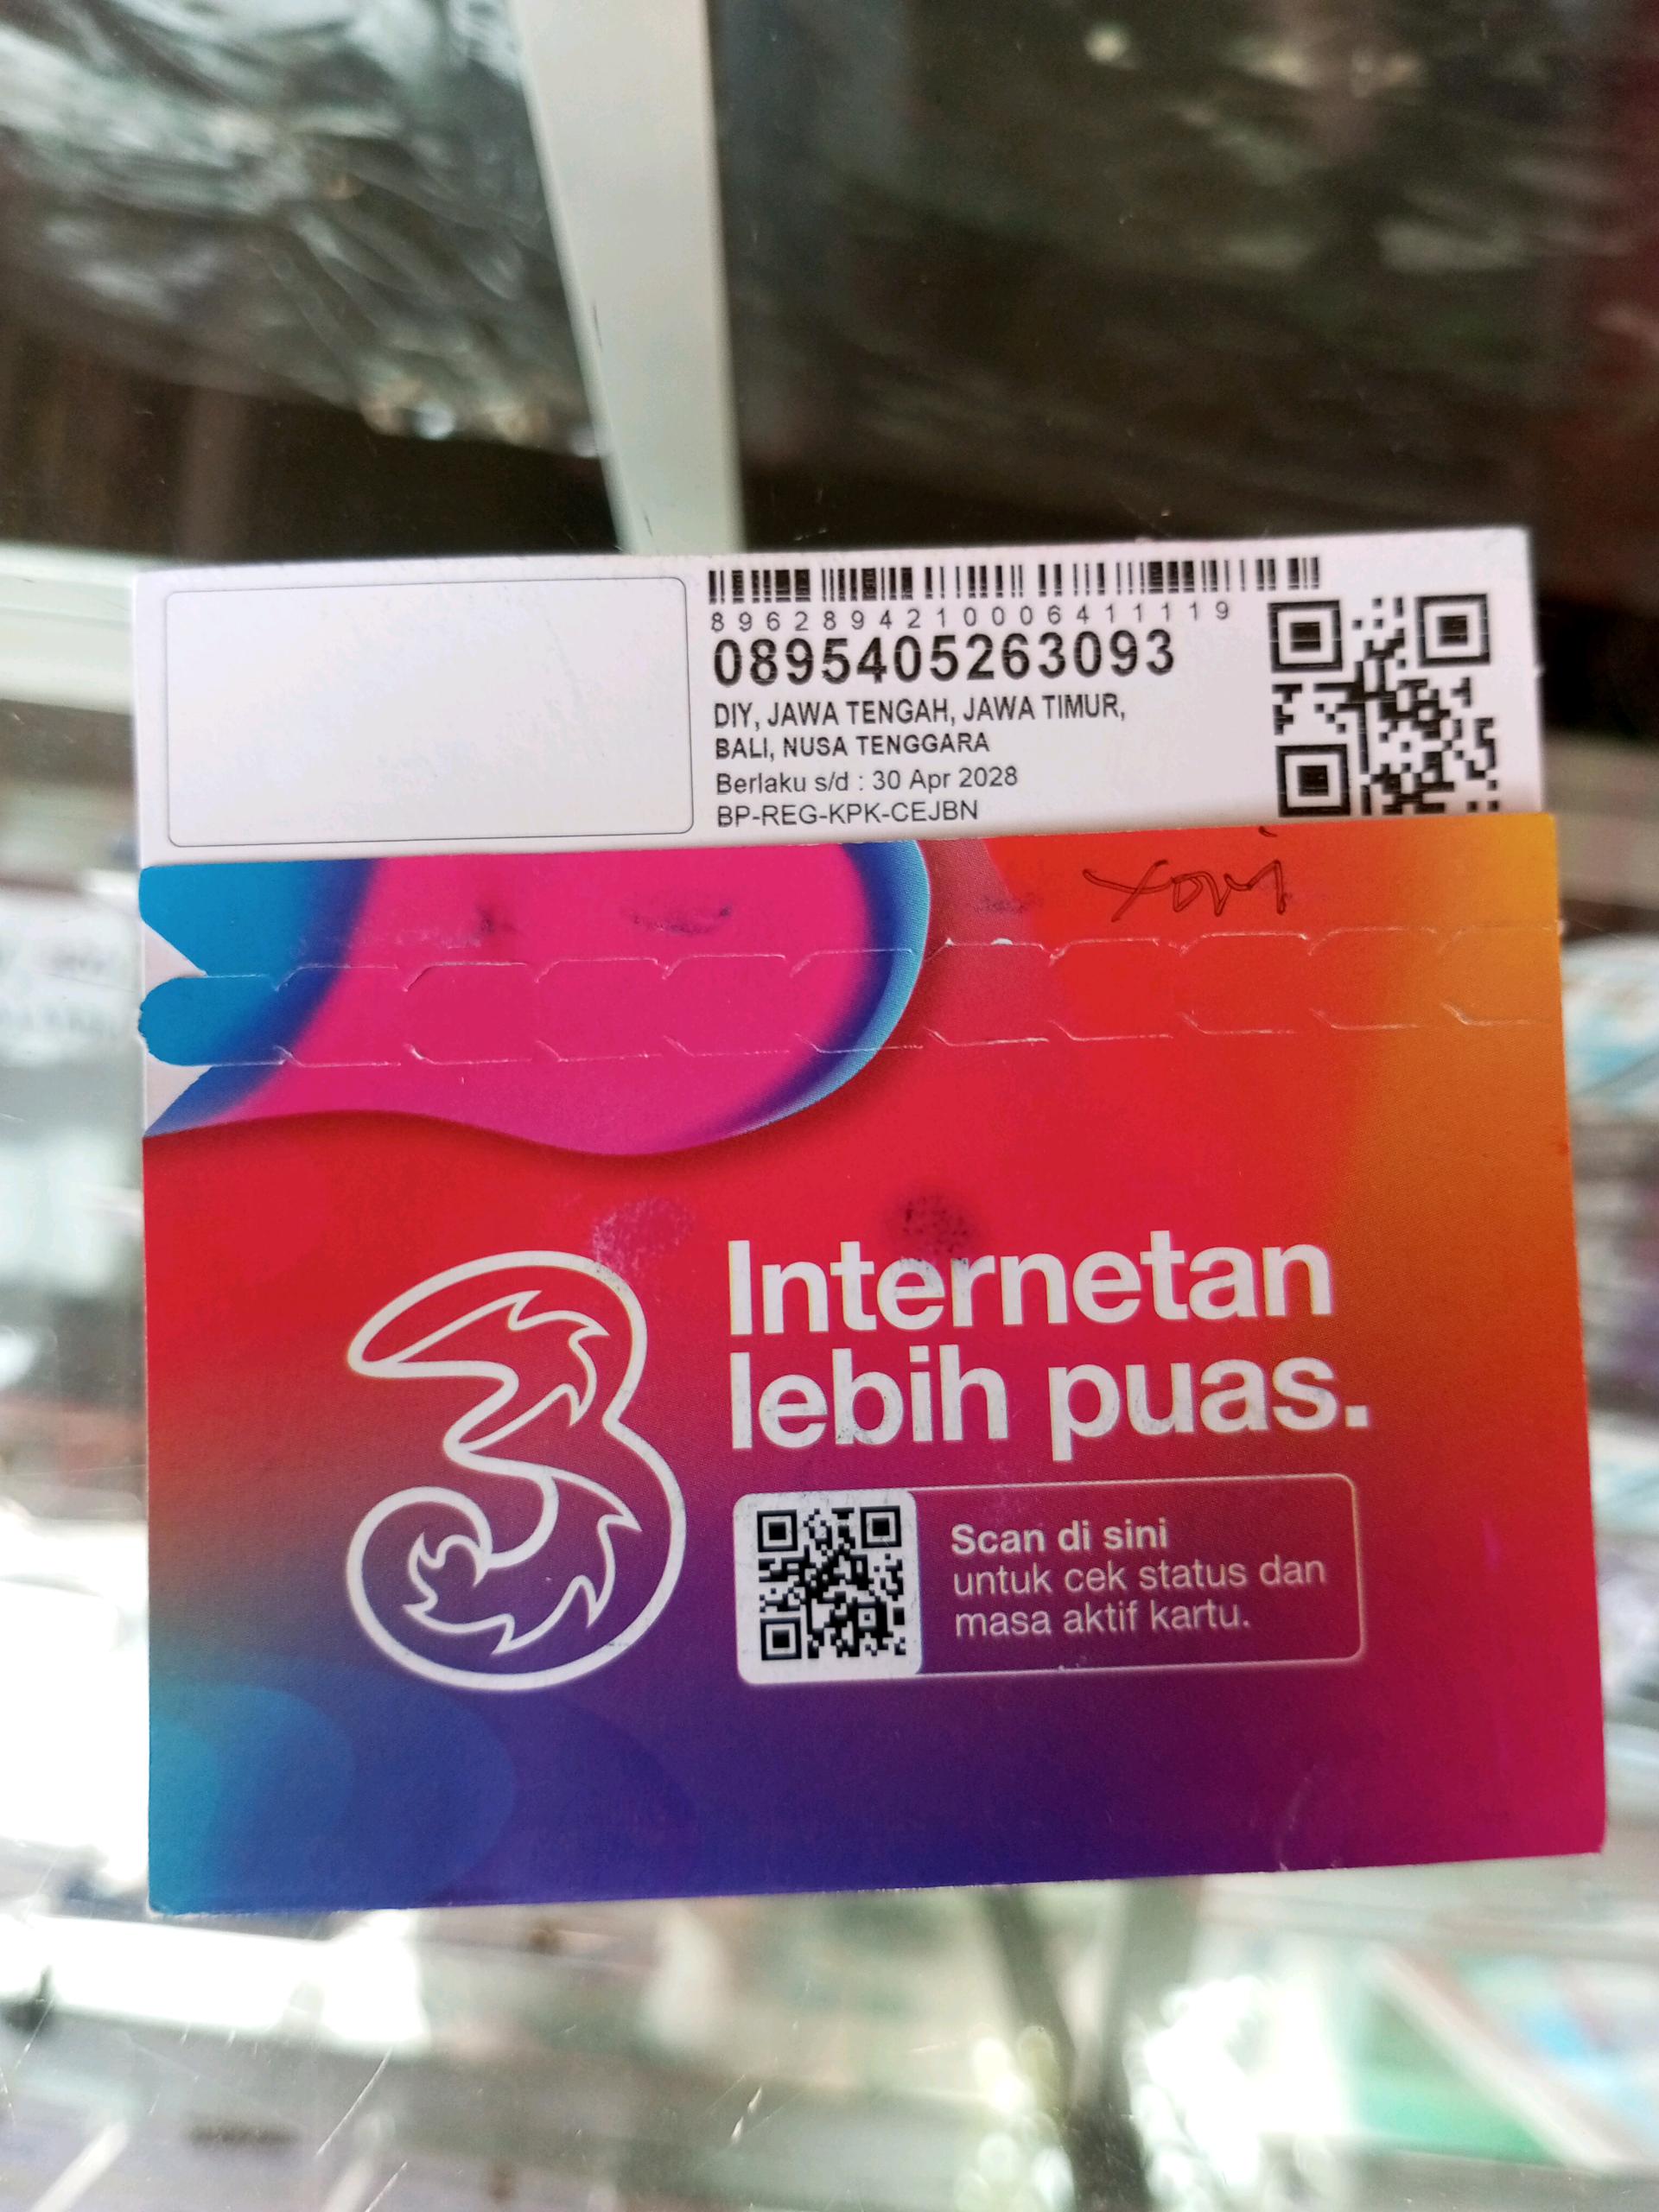 8962894210006411119
0895405263093
DIY, JAWA TENGAH, JAWA TIMUR,
BALI, NUSA TENGGARA
Berlaku s/d : 30 Apr 2028
BP-REG-KPK-CEJBN
3
Internetan
lebih puas.
Scan di sini
untuk cek status dan
masa aktif kartu.